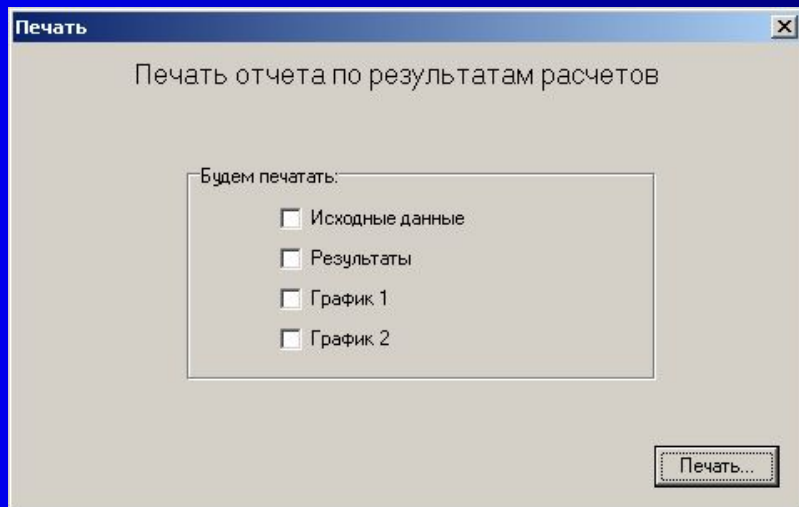 Печать
Печать отчета по результатам расчетов
Будем печатать:
Исходные данные
Результаты
График 1
График 2
Печать...